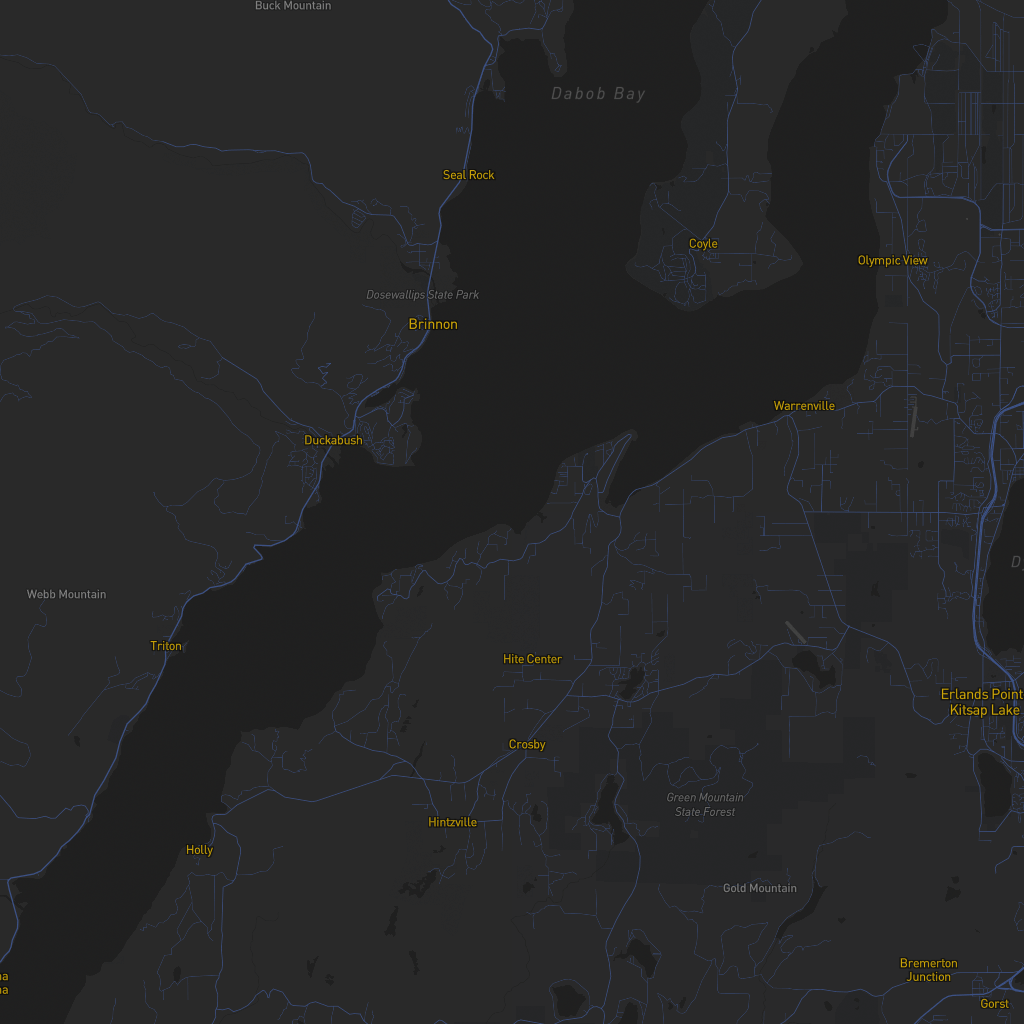 Buck Mountain
Dabob Bay
Seal Rock
Coyle
Olympic View
Dosewallips State Park
Brinnon
Warrenville
Duckabush
Webb Mountain
Triton
Hite Center
Erlands Point
Kitsap Lake
Crosby
Green Mountain
State Forest
Hintzville
Holly
Gold Mountain
Bremerton
Junction
Gorst